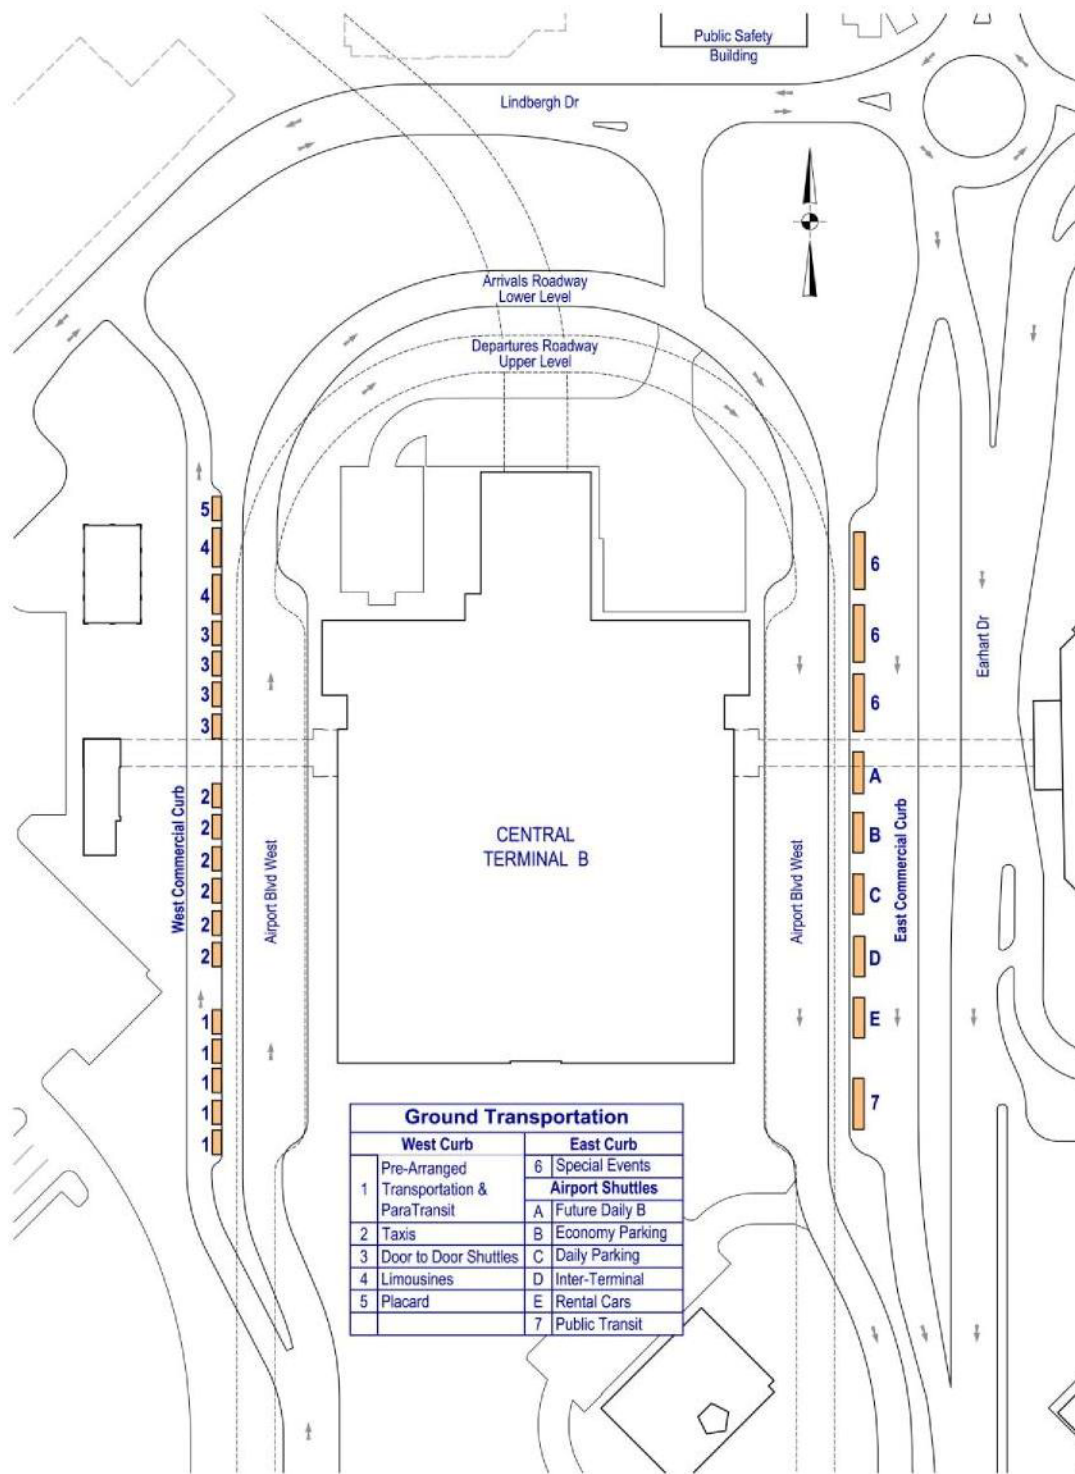 Public Safety
Building
Lindbergh Dr
Arrivals Roadway
Lower Level
Departures Roadway
Upper Level
5
4
4
3
3
3
3
2
2
2
2
2
2
1
1
1
1
1
West Commercial Curb
Airport Blvd West
CENTRAL
TERMINAL B
Airport Blvd West
6
6
6
A
B
C
D
E
7
East Commercial Curb
Earhart Dr
Ground Transportation
West Curb
1 Pre-Arranged
Transportation &
ParaTransit
2 Taxis
3 Door to Door Shuttles
4 Limousines
5 Placard
East Curb
6 Special Events
Airport Shuttles
A Future Daily B
B Economy Parking
C Daily Parking
D Inter-Terminal
E Rental Cars
7 Public Transit